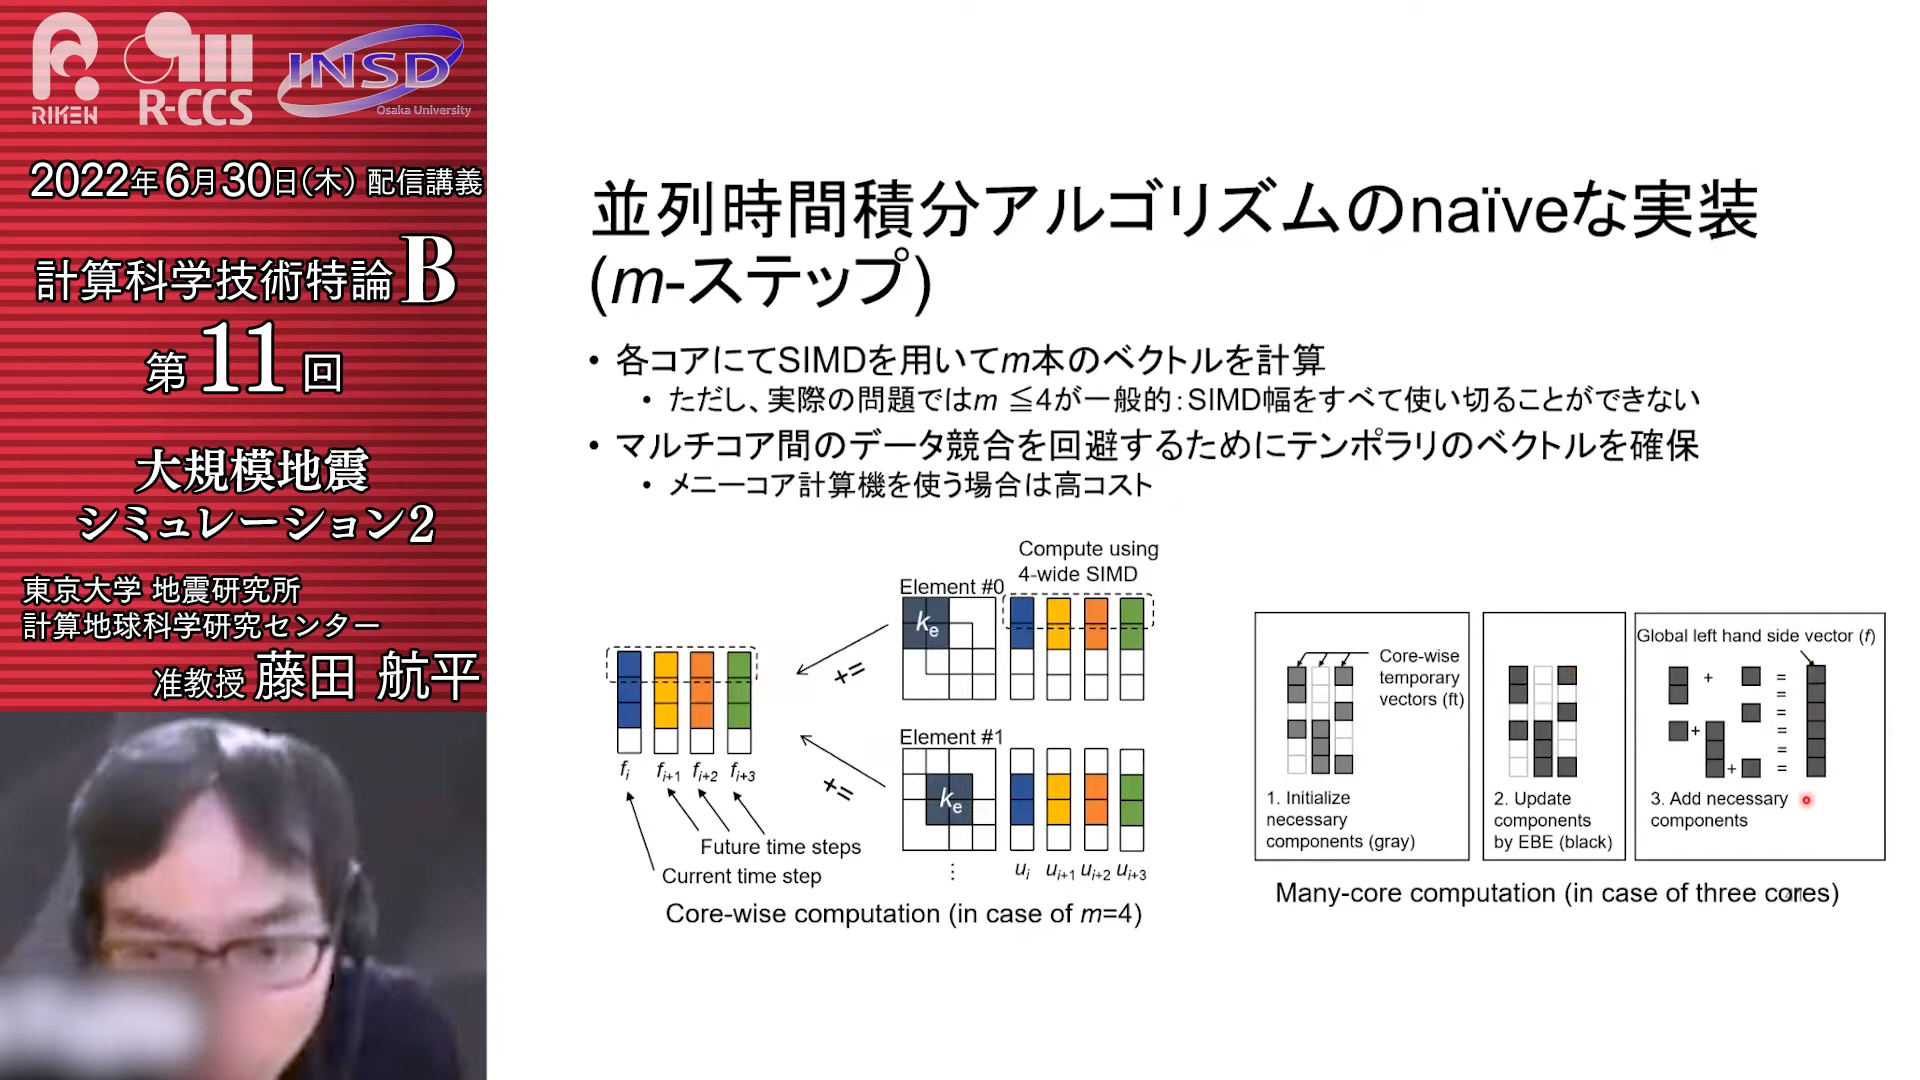 RIKEN
R-CCS
INSD
Osaka University
2022年6月30日(木) 配信講義
計算科学技術特論B
第11回
大規模地震
シミュレーション2
東京大学 地震研究所
計算地球科学研究センター
准教授 藤田 航平
並列時間積分アルゴリズムのnaïveな実装
(m-ステップ)
• 各コアにてSIMDを用いてm本のベクトルを計算
• ただし、実際の問題ではm ≦4が一般的：SIMD幅をすべて使い切ることができない
• マルチコア間のデータ競合を回避するためにテンポラリのベクトルを確保
• メニーコア計算機を使う場合は高コスト
Compute using
4-wide SIMD
Element #0
ke
+=
Element #1
ke
+=
fi fi+1 fi+2 fi+3
Future time steps
Current time step
⋮
ui ui+1 ui+2 ui+3
Core-wise computation (in case of m=4)
Core-wise
temporary
vectors (ft)
1. Initialize
necessary
components (gray)
2. Update
components
by EBE (black)
Global left hand side vector (f)
+ =
=
=
+ =
=
+ =
3. Add necessary
components
Many-core computation (in case of three cores)